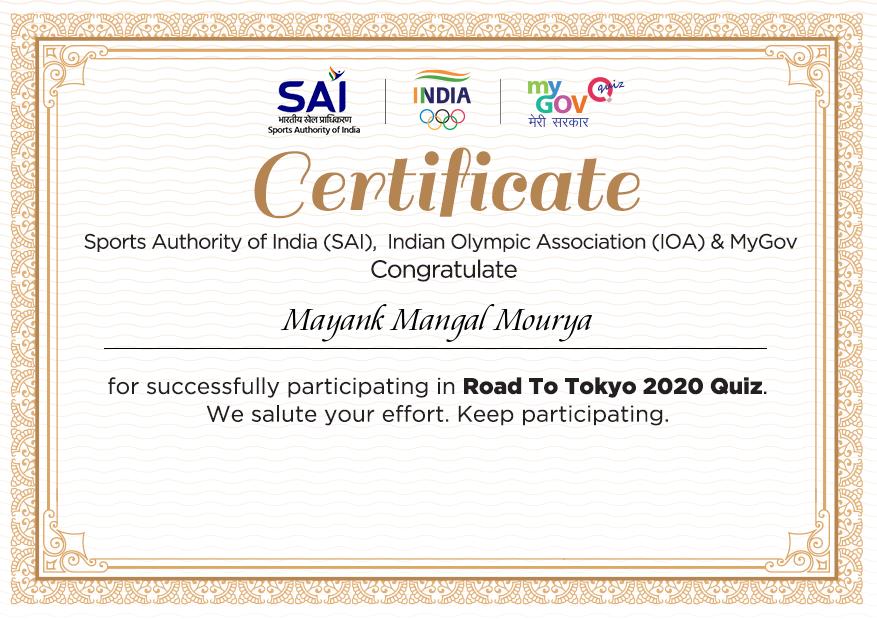 SAI
भारतीय खेल प्राधिकरण
Sports Authority of India
INDIA
my quiz
GOV
मेरी सरकार
Certificate
Sports Authority of India (SAI), Indian Olympic Association (IOA) & MyGov
Congratulate
Mayank Mangal Mourya
for successfully participating in Road To Tokyo 2020 Quiz.
We salute your effort. Keep participating.